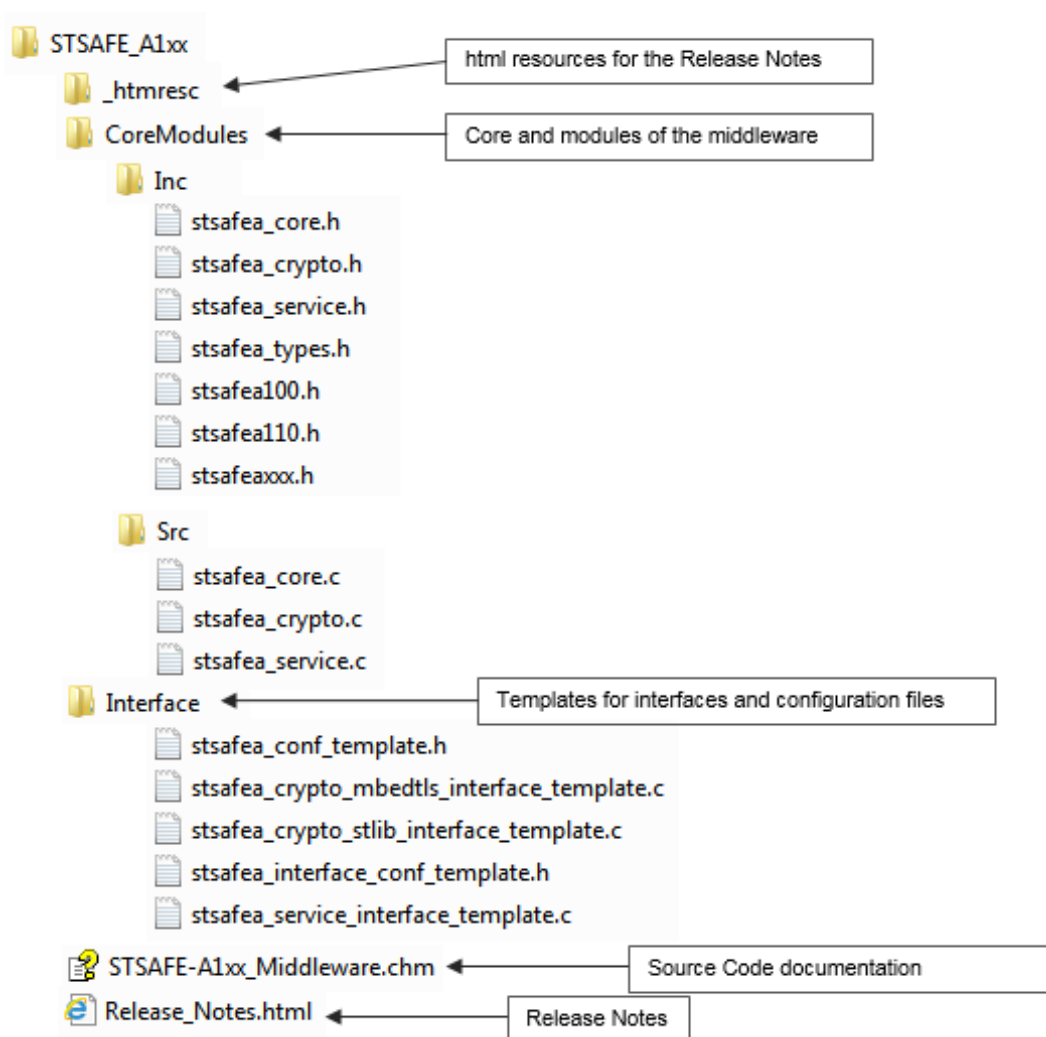 STSAFE_A1xx
html resources for the Release Notes
_htmresc
CoreModules
Core and modules of the middleware
Inc
stsafea_core.h
stsafea_crypto.h
stsafea_service.h
stsafea_types.h
stsafea100.h
stsafea110.h
stsafeaxxx.h
Src
stsafea_core.c
stsafea_crypto.c
stsafea_service.c
Interface
Templates for interfaces and configuration files
stsafea_conf_template.h
stsafea_crypto_mbedtls_interface_template.c
stsafea_crypto_stlib_interface_template.c
stsafea_interface_conf_template.h
stsafea_service_interface_template.c
STSAFE-A1xx_Middleware.chm
Source Code documentation
Release_Notes.html
Release Notes